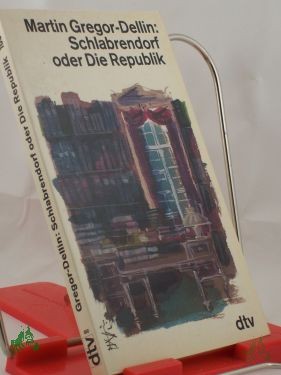 Martin Gregor-Dellin:
Schlabrendorf
oder Die Republik
dtv
dtv
Gregor-Dellin: Schlabrendorf oder Die Republik